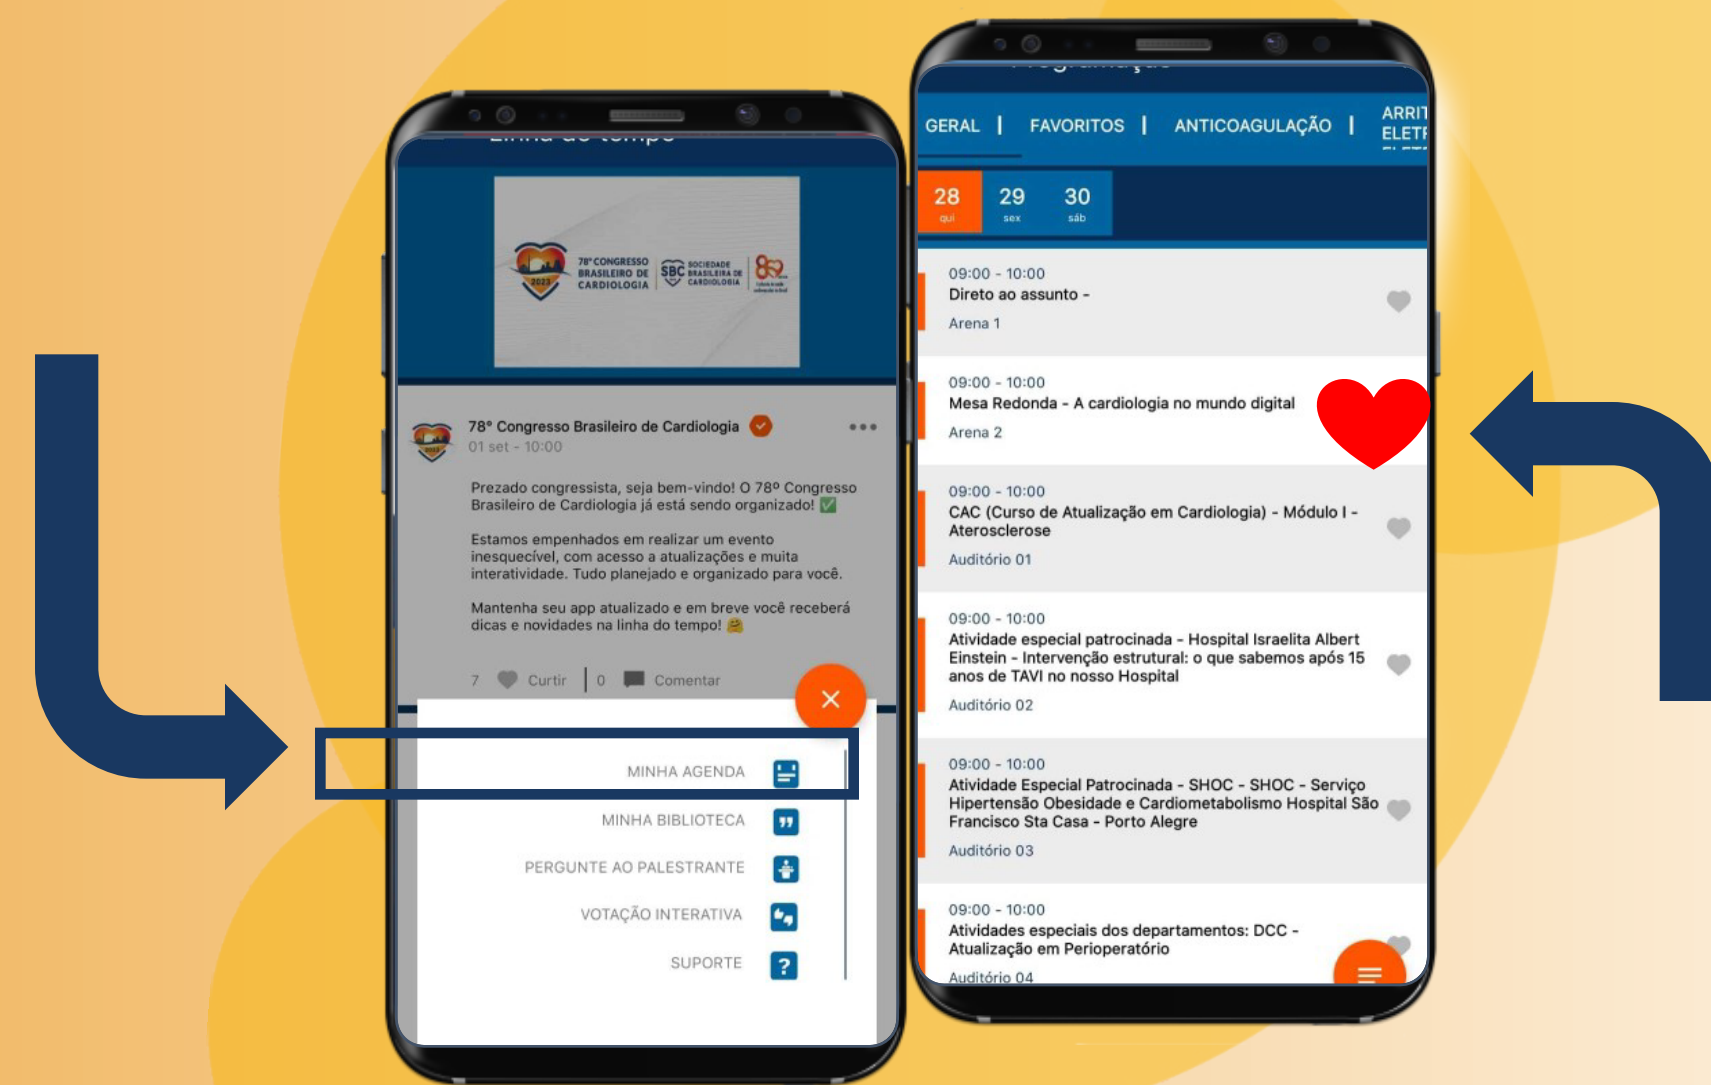 Linha do tempo
2023
78º CONGRESSO
BRASILEIRO DE
CARDIOLOGIA
SBC
SOCIEDADE
BRASILEIRA DE
CARDIOLOGIA
80
78° Congresso Brasileiro de Cardiologia
01 set - 10:00
Prezado congressista, seja bem-vindo! O 78º Congresso
Brasileiro de Cardiologia já está sendo organizado! ✅
Estamos empenhados em realizar um evento
inesquecível, com acesso a atualizações e muita
interatividade. Tudo planejado e organizado para você.
Mantenha seu app atualizado e em breve você receberá
dicas e novidades na linha do tempo! 🤗
7 Curtir | 0 Comentar
MINHA AGENDA
MINHA BIBLIOTECA
PERGUNTE AO PALESTRANTE
VOTAÇÃO INTERATIVA
SUPORTE
Programação
GERAL | FAVORITOS | ANTICOAGULAÇÃO |
ARRIT
ELETR
28 29 30
qui sex sáb
09:00 - 10:00
Direto ao assunto -
Arena 1
09:00 - 10:00
Mesa Redonda - A cardiologia no mundo digital
Arena 2
09:00 - 10:00
CAC (Curso de Atualização em Cardiologia) - Módulo I -
Aterosclerose
Auditório 01
09:00 - 10:00
Atividade especial patrocinada - Hospital Israelita Albert
Einstein - Intervenção estrutural: o que sabemos após 15
anos de TAVI no nosso Hospital
Auditório 02
09:00 - 10:00
Atividade Especial Patrocinada - SHOC - SHOC - Serviço
Hipertensão Obesidade e Cardiometabolismo Hospital São
Francisco Sta Casa - Porto Alegre
Auditório 03
09:00 - 10:00
Atividades especiais dos departamentos: DCC -
Atualização em Perioperatório
Auditório 04